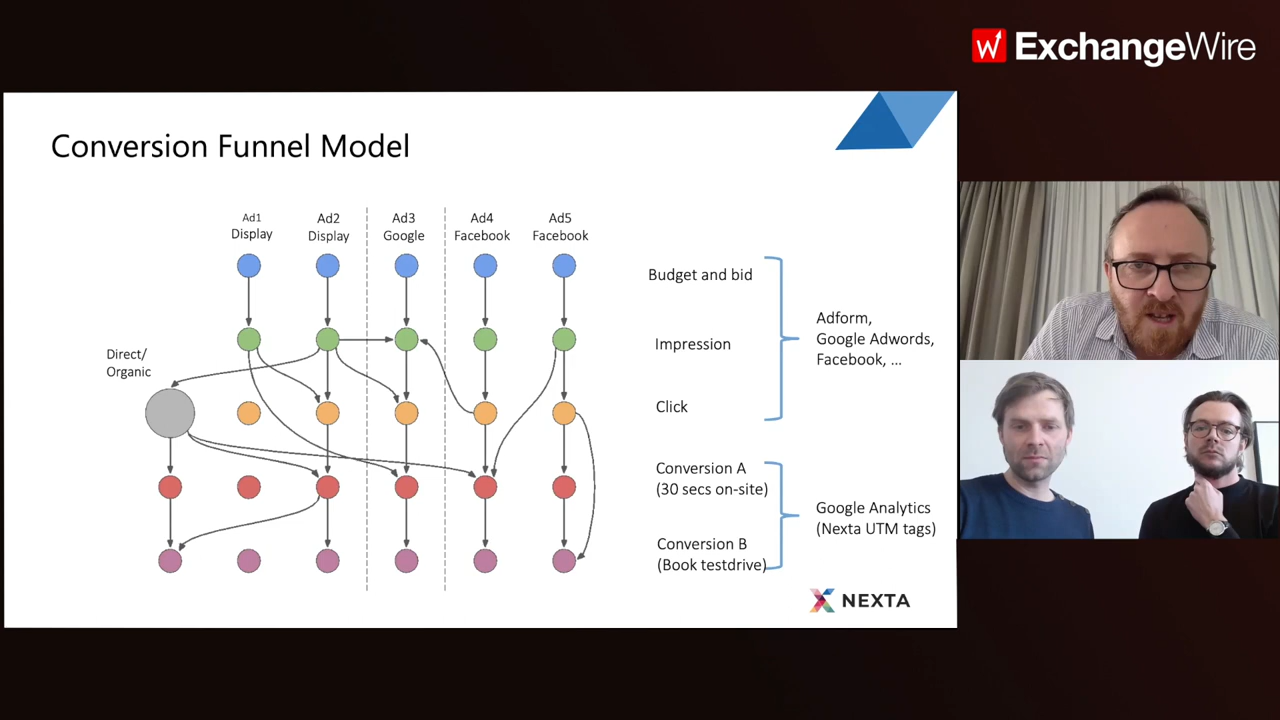 ExchangeWire
Conversion Funnel Model
Ad1
Display
Ad2
Display
Ad3
Google
Ad4
Facebook
Ad5
Facebook
Direct/
Organic
Budget and bid
Impression
Click
Adform,
Google Adwords,
Facebook, ...
Conversion A
(30 secs on-site)
Conversion B
(Book testdrive)
Google Analytics
(Nexta UTM tags)
NEXTA